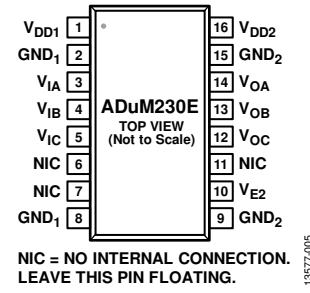 VDD1 1 16 VDD2
GND1 2 15 GND2
VIA 3 14 VOA
VIB 4 ADuM230E 13 VOB
VIC 5 TOP VIEW 12 VOC
(Not to Scale)
NIC 6 11 NIC
NIC 7 10 VE2
GND1 8 9 GND2
NIC = NO INTERNAL CONNECTION.
LEAVE THIS PIN FLOATING.
13577-005